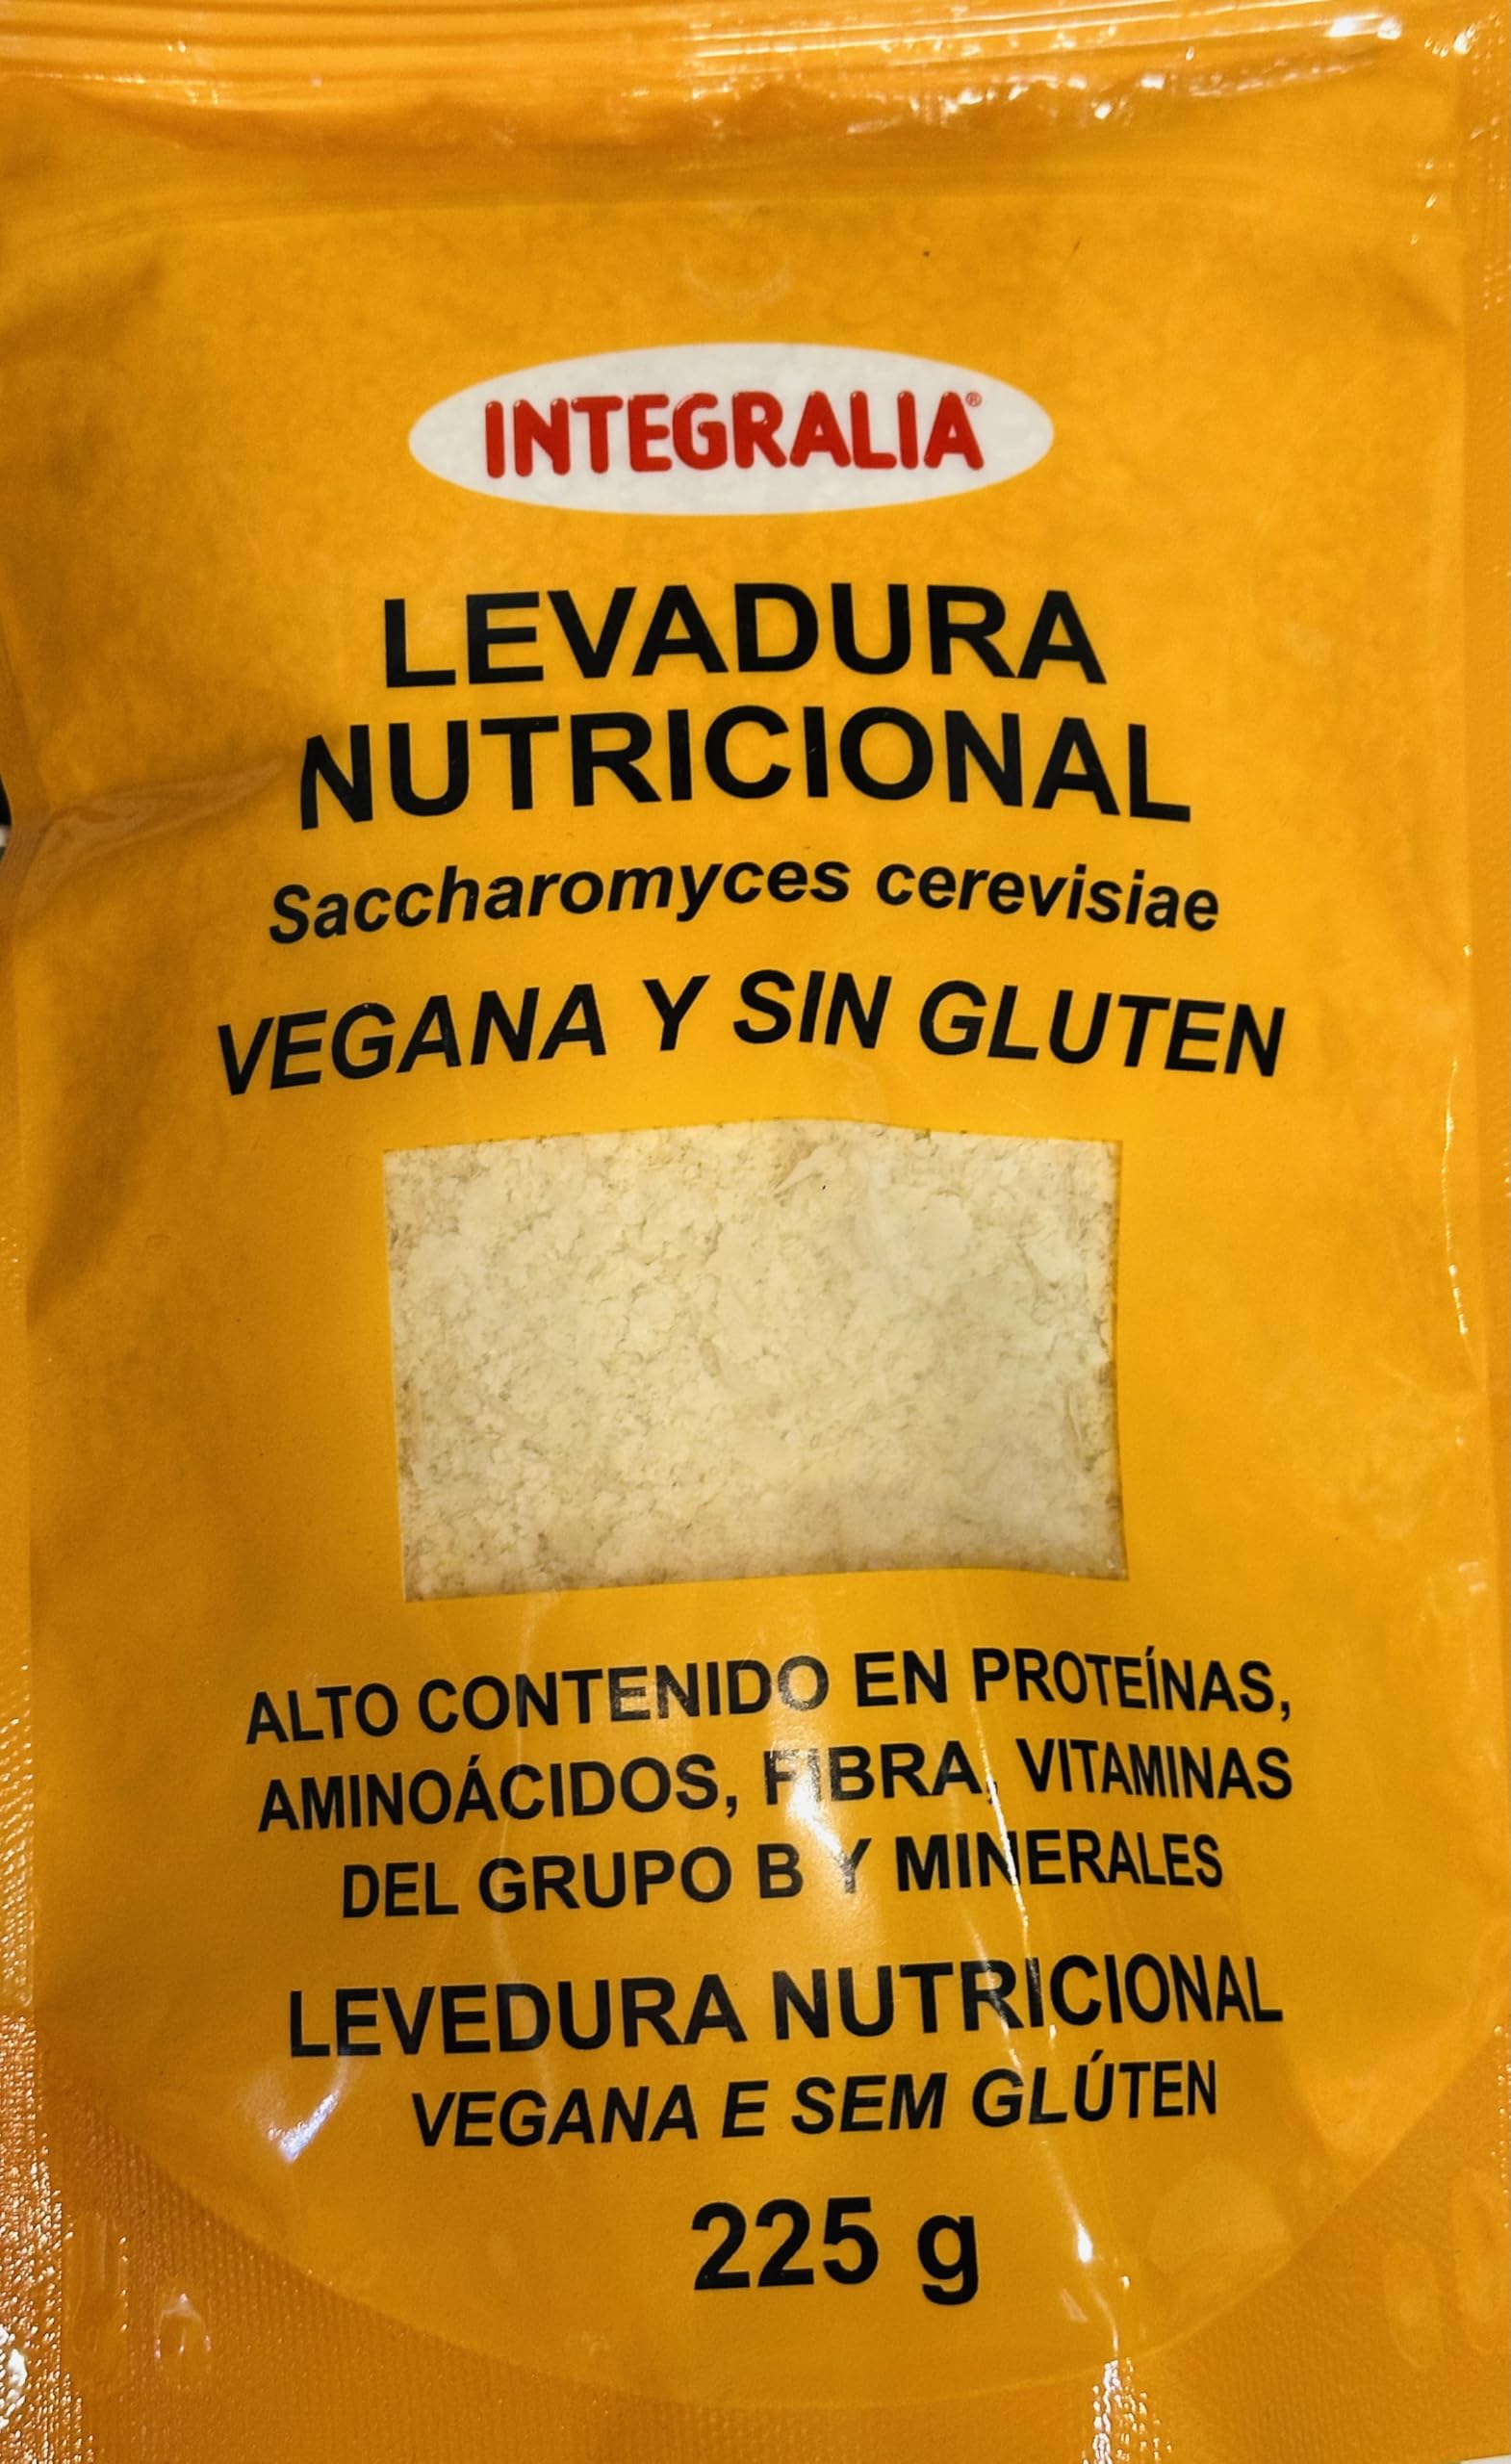 INTEGRALIA®
LEVADURA
NUTRICIONAL
Saccharomyces cerevisiae
VEGANA Y SIN GLUTEN
ALTO CONTENIDO EN PROTEÍNAS,
AMINOÁCIDOS, FIBRA, VITAMINAS
DEL GRUPO B Y MINERALES
LEVEDURA NUTRICIONAL
VEGANA E SEM GLÚTEN
225 g